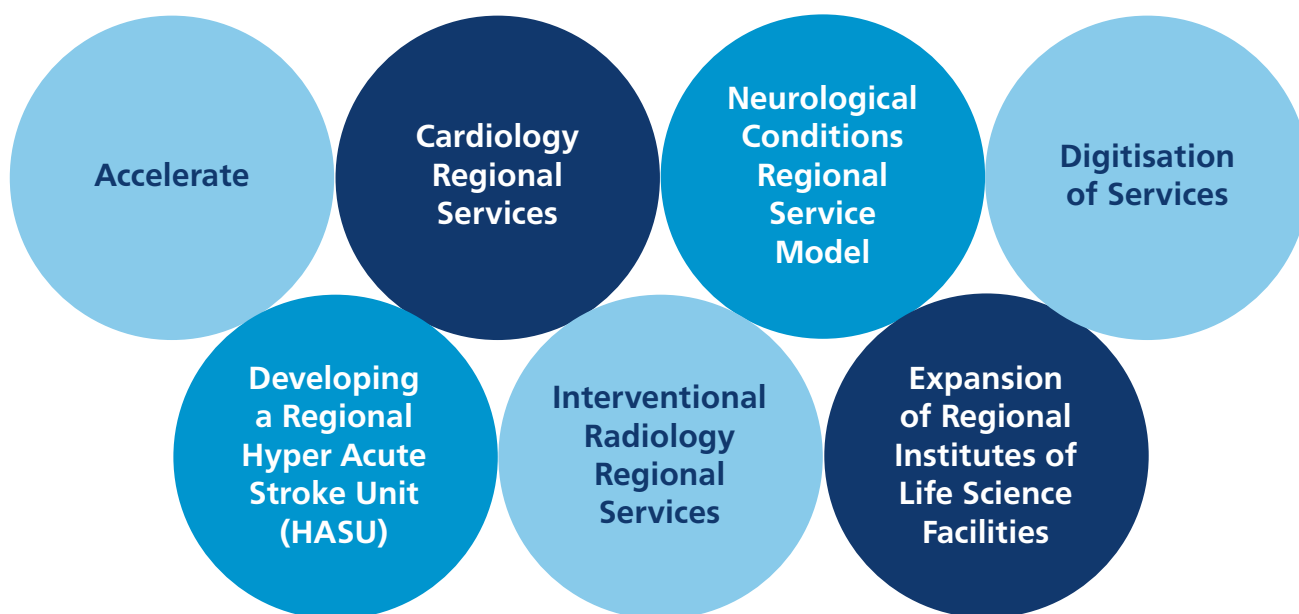 Accelerate
Cardiology
Regional
Services
Neurological
Conditions
Regional
Service
Model
Digitisation
of Services
Developing
a Regional
Hyper Acute
Stroke Unit
(HASU)
Interventional
Radiology
Regional
Services
Expansion
of Regional
Institutes of
Life Science
Facilities